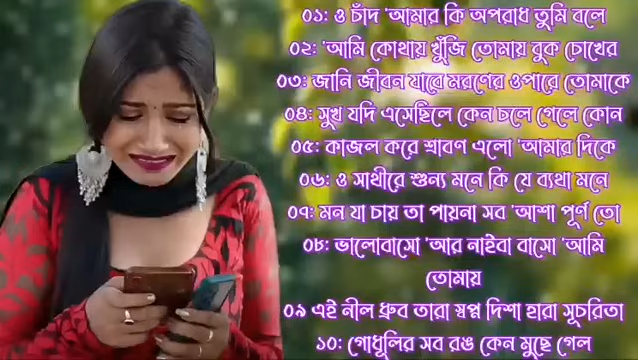 ০১: ও চাঁদ 'আমার কি অপরাধ তুমি বলে
০২: 'আমি কোথায় খুঁজি তোমায় বুক চোখের
০৩: জানি জীবন যাবে মরণের ওপারে তোমাকে
০৪: সুখ যদি এসেছিলে কেন চলে গেলে কোন
০৫: কাজল করে শ্রাবণ এলো 'আমার দিকে
০৬: ও সাথীরে শুন্য মনে কি যে ব্যথা মনে
০৭: মন যা চায় তা পায়না সব 'আশা পূর্ণ তো
০৮: ভালোবাসো 'আর নাইবা বাসো 'আমি
তোমায়
০৯ এই নীল ধ্রুব তারা স্বপ্ন দিশা হারা সূচরিতা
১০: গোধুলির সব রঙ কেন মুছে গেল